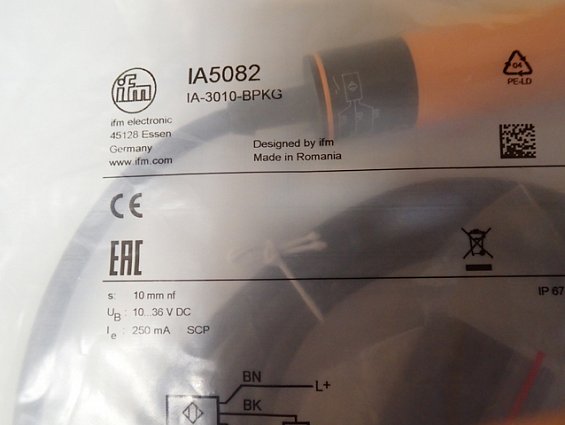 ifm
IA5082
IA-3010-BPKG
ifm electronic
45128 Essen
Germany
www.ifm.com
Designed by ifm
Made in Romania
04
PE-LD
CE
EAC
s: 10 mm nf
IP 67
UB : 10...36 V DC
Ie : 250 mA SCP
BN
L+
BK